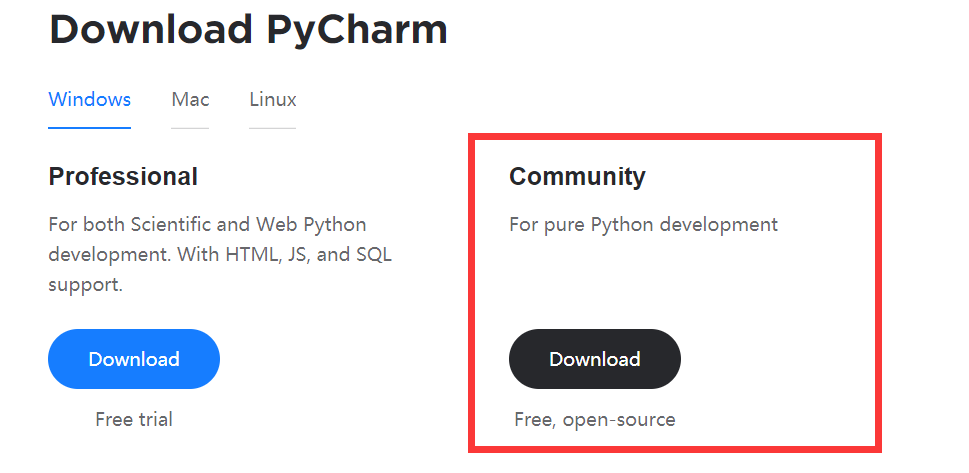 Download PyCharm
Windows Mac Linux
Professional
For both Scientific and Web Python
development. With HTML, JS, and SQL
support.
Download
Free trial
Community
For pure Python development
Download
Free, open-source